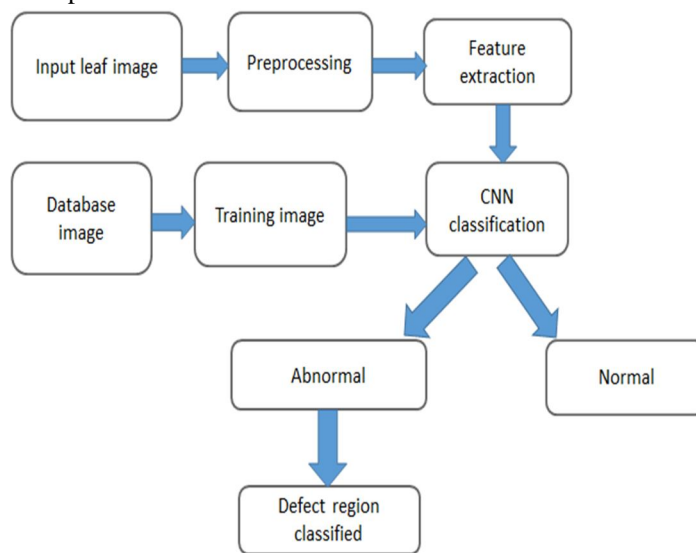 Input leaf image
Preprocessing
Feature
extraction
Database
image
Training image
CNN
classification
Abnormal
Normal
Defect region
classified